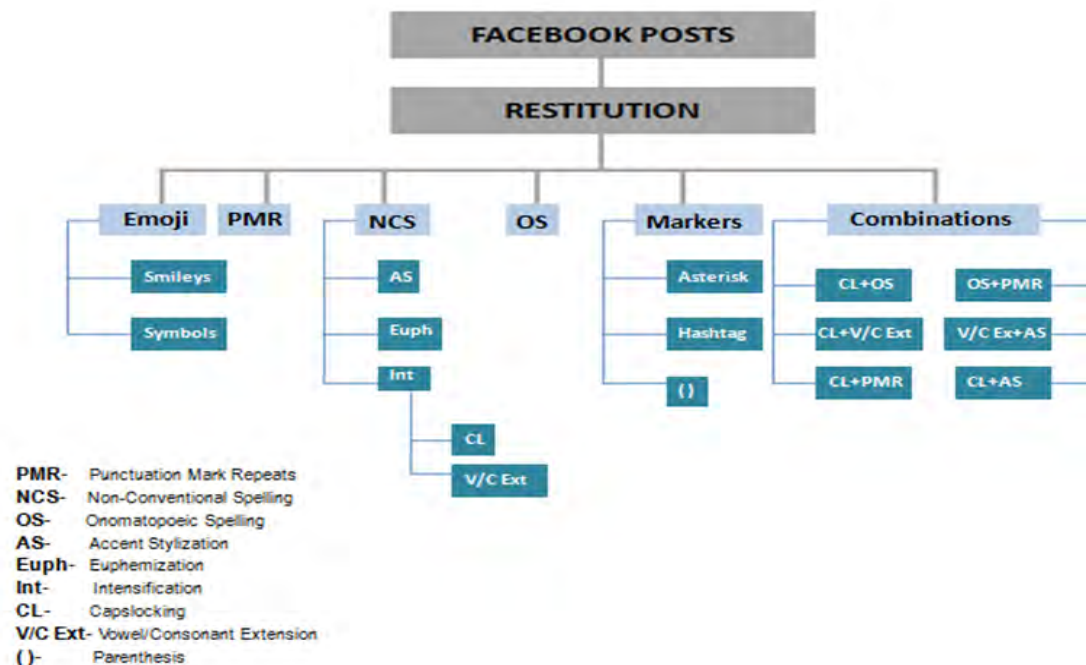 FACEBOOK POSTS
RESTITUTION
Emoji PMR NCS OS Markers Combinations
Smileys AS Asterisk CL+OS OS+PMR
Symbols Euph Hashtag CL+V/C Ext V/C Ex+AS
Int ( ) CL+PMR CL+AS
CL
V/C Ext
PMR- Punctuation Mark Repeats
NCS- Non-Conventional Spelling
OS- Onomatopoeic Spelling
AS- Accent Stylization
Euph- Euphemization
Int- Intensification
CL- Capslocking
V/C Ext- Vowel/Consonant Extension
( )- Parenthesis